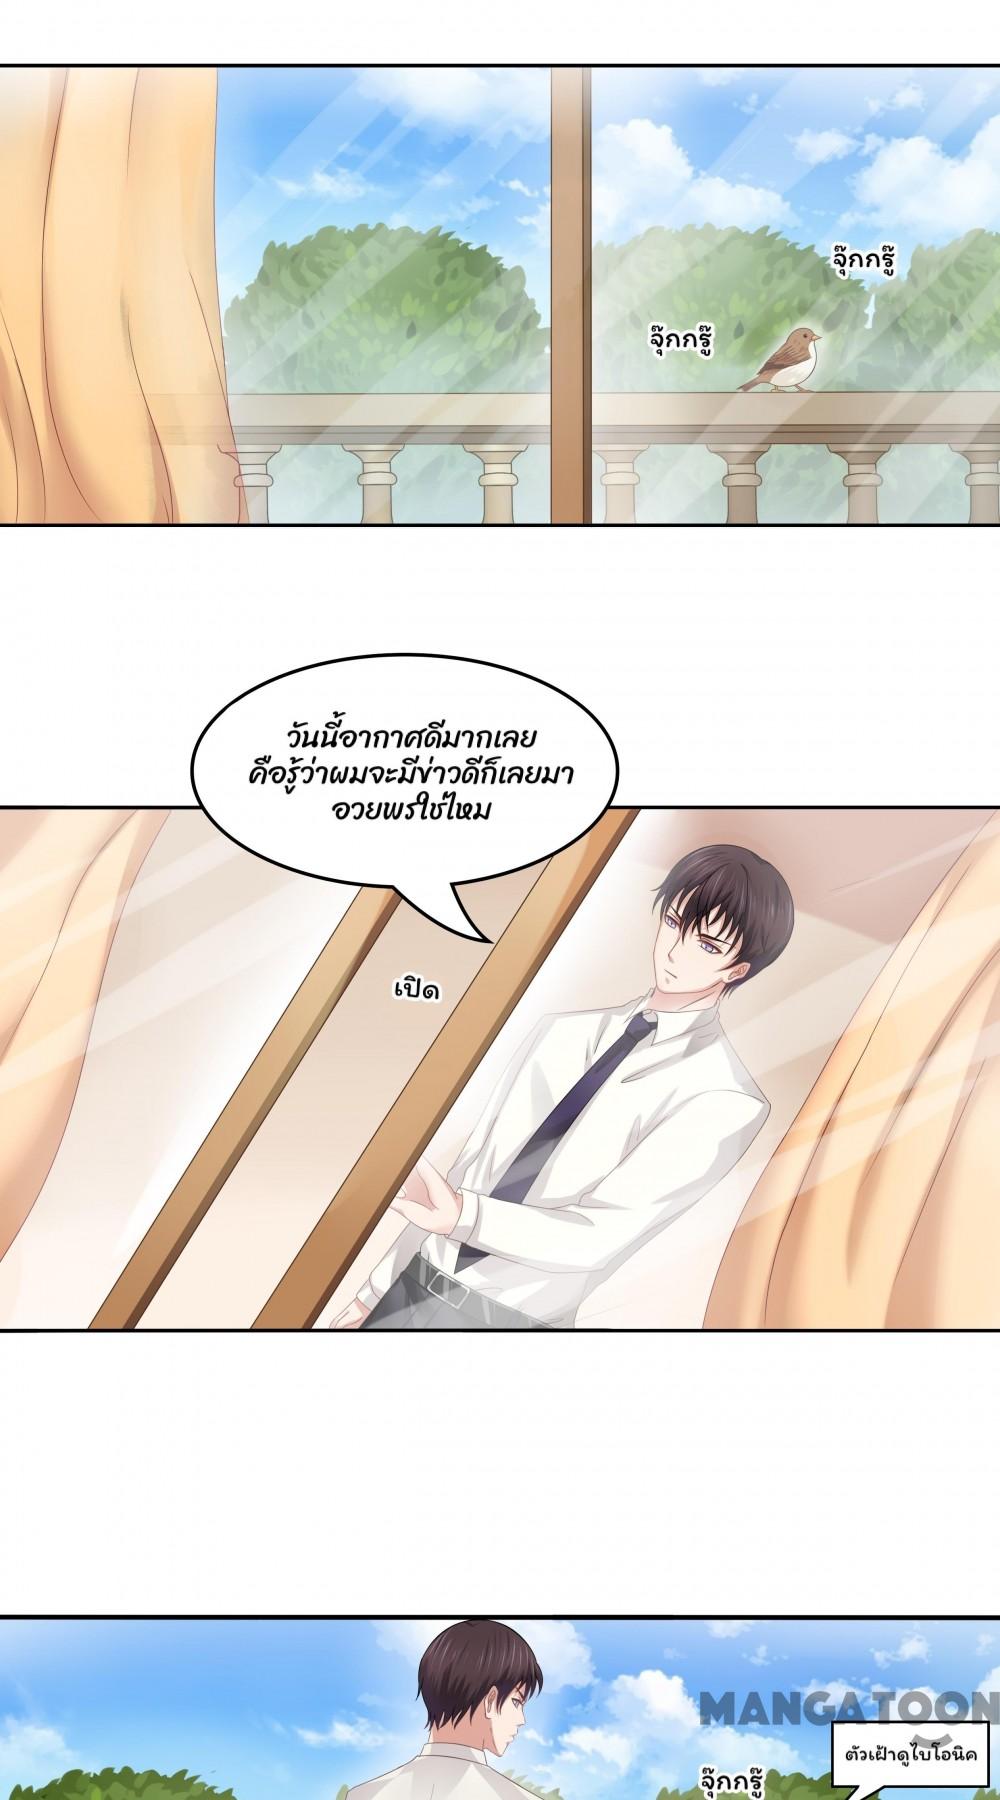 จุ๊กกรู๊
จุ๊กกรู๊
วันนี้อากาศดีมากเลย
คือรู้ว่าผมจะมีข่าวดีก็เลยมา
อวยพรใช่ไหม
เปิด
MANGATOON
ตัวเฝ้าดูไบโอนิค
จุ๊กกรู๊